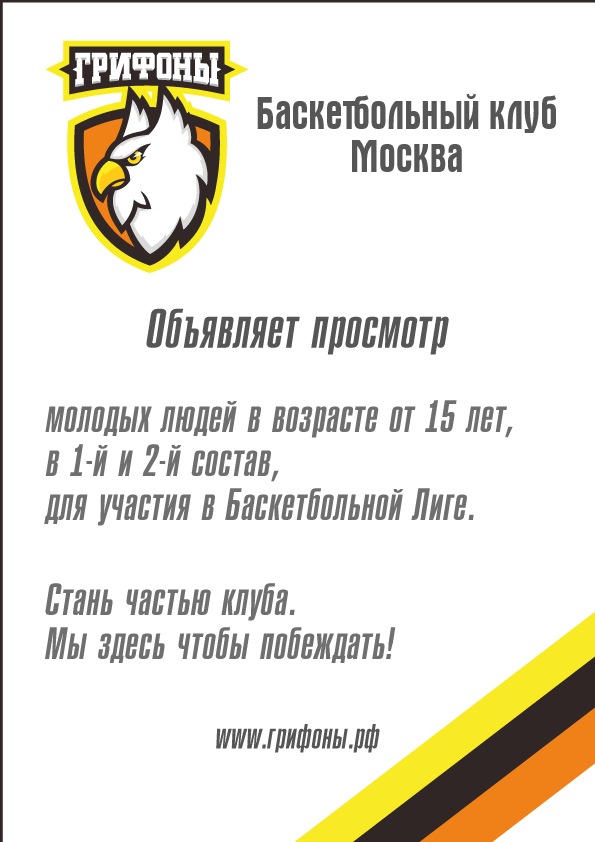 ГРИФОНЫ
Баскетбольный клуб
Москва
Объявляет просмотр
молодых людей в возрасте от 15 лет,
в 1-й и 2-й состав,
для участия в Баскетбольной Лиге.
Стань частью клуба.
Мы здесь чтобы побеждать!
www.грифоны.рф